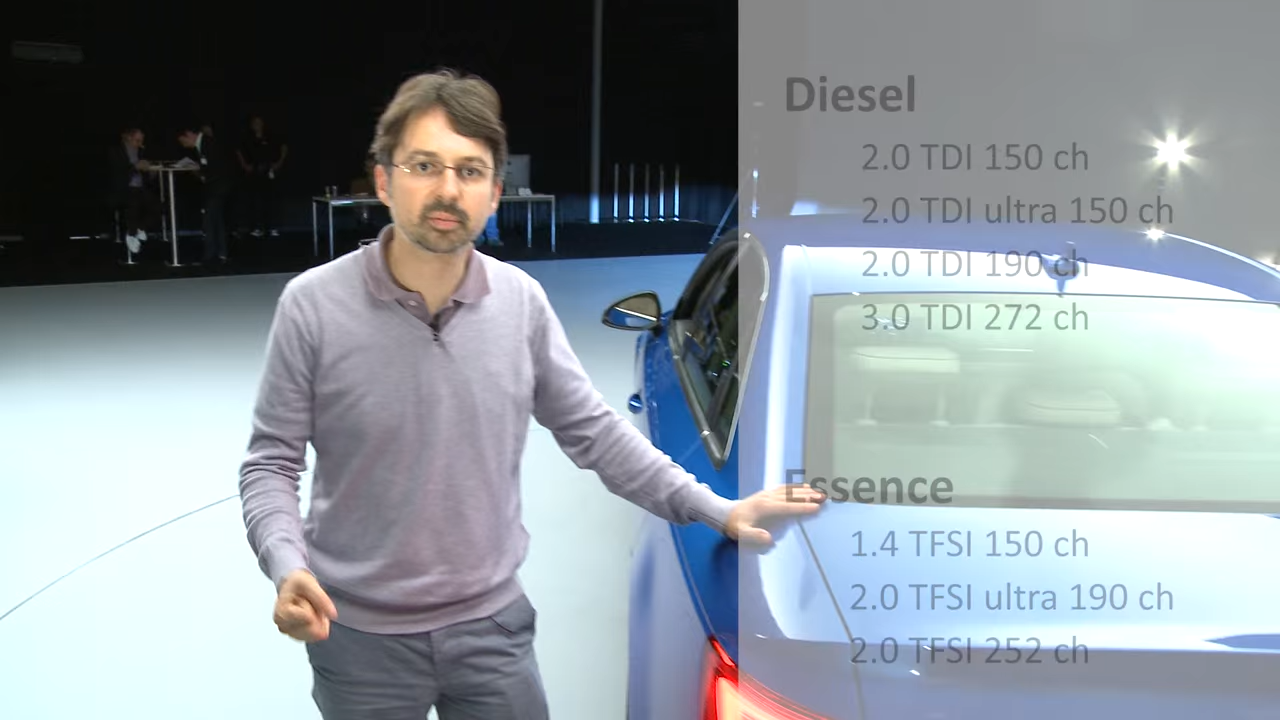 Diesel
2.0 TDI 150 ch
2.0 TDI ultra 150 ch
2.0 TDI 190 ch
3.0 TDI 272 ch
Essence
1.4 TFSI 150 ch
2.0 TFSI ultra 190 ch
2.0 TFSI 252 ch